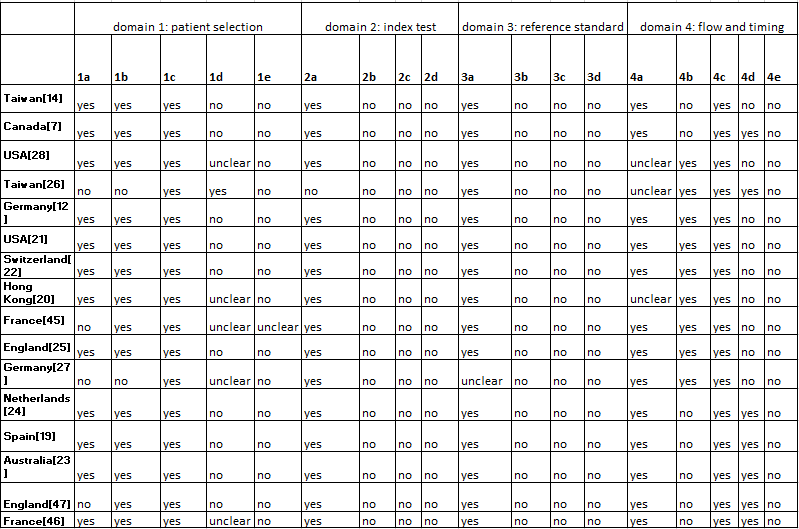 domain 1: patient selection domain 2: index test domain 3: reference standard domain 4: flow and timing
1a 1b 1c 1d 1e 2a 2b 2c 2d 3a 3b 3c 3d 4a 4b 4c 4d 4e
Taiwan[14] yes yes yes no no yes no no no yes no no no yes no yes no no
Canada[7] yes yes yes no no yes no no no yes no no no yes no yes yes no
USA[28] yes yes yes unclear no yes no no no yes no no no unclear yes yes no no
Taiwan[26] no no yes yes no no no no no yes no no no unclear yes yes yes no
Germany[12
] yes yes no no no yes no no no yes no no no yes yes yes no no
USA[21] yes yes yes no no yes no no no yes no no no yes yes yes no no
Switzerland[
22] yes yes yes no no yes no no no yes no no no yes yes yes no no
Hong
Kong[20] yes yes yes unclear no yes no no no yes no no no unclear yes yes no no
France[45] no yes yes unclear unclear yes no no no yes no no no yes yes yes no no
England[25] yes yes yes no no yes no no no yes no no no yes yes yes no no
Germany[27
] no no yes unclear no yes no no no unclear no no no yes yes yes no no
Netherlands
[24] yes yes yes no no yes no no no yes no no no yes no yes yes no
Spain[19] yes yes yes no no yes no no no yes no no no yes no yes yes no
Australia[23
] yes yes yes no no yes no no no yes no no no yes no yes yes no
England[47] no yes yes no no yes no no no yes no no no yes no yes yes no
France[46] yes yes yes unclear no yes no no no yes no no no yes no yes yes no